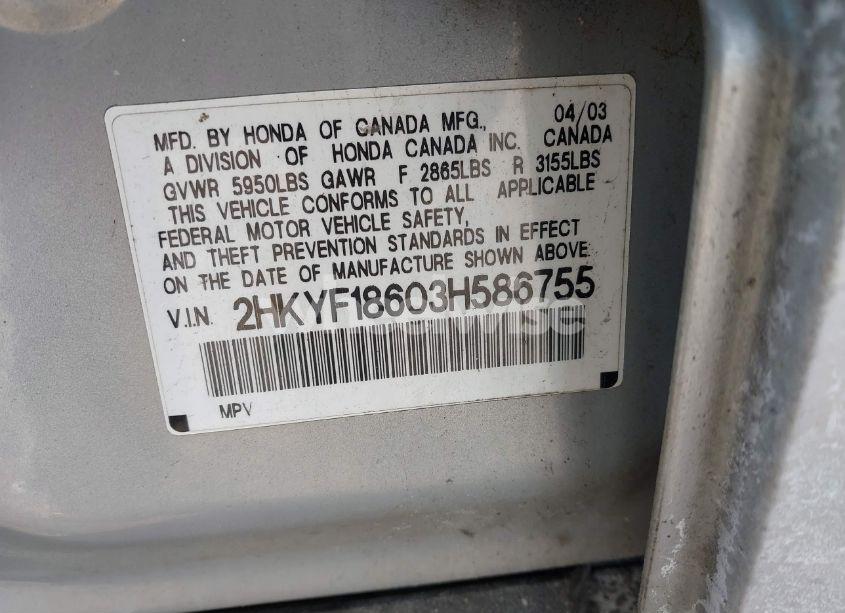 04/03
MFD. BY HONDA OF CANADA MFG.,
A DIVISION OF HONDA CANADA INC. CANADA
GVWR 5950LBS GAWR F 2865LBS R 3155LBS
THIS VEHICLE CONFORMS TO ALL APPLICABLE
FEDERAL MOTOR VEHICLE SAFETY,
AND THEFT PREVENTION STANDARDS IN EFFECT
ON THE DATE OF MANUFACTURE SHOWN ABOVE.
V.I.N. 2HKYF18603H586755
MPV